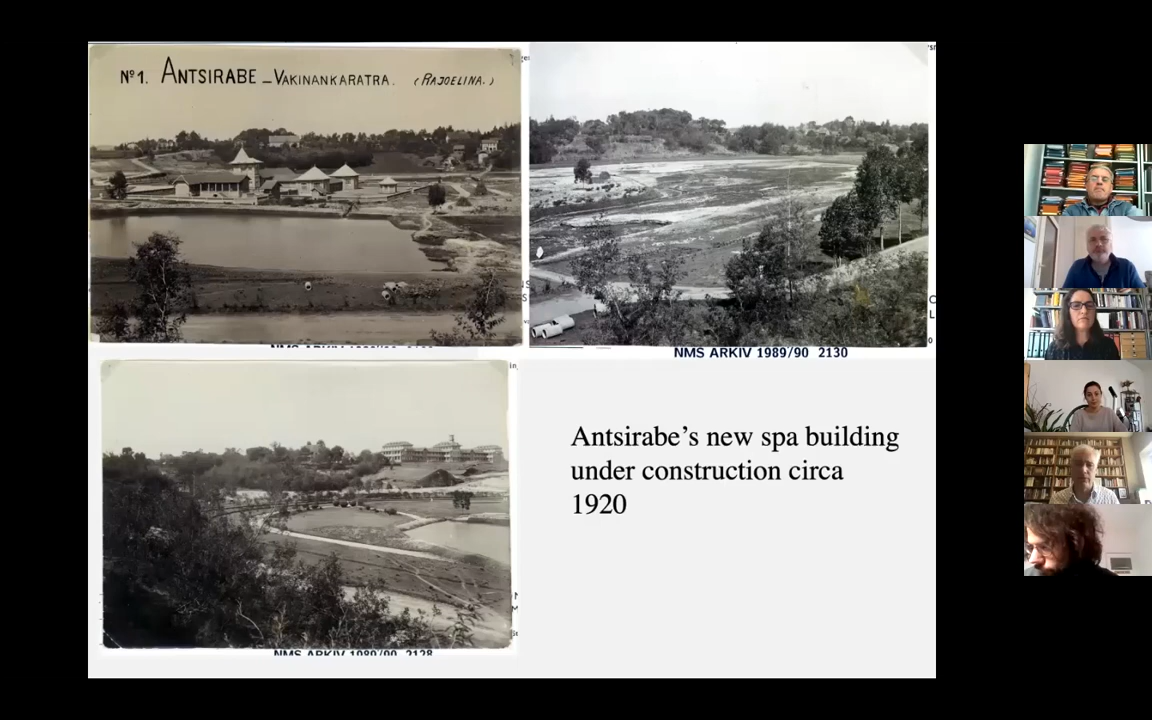 Nº1. ANTSIRABE – VAKINANKARATRA. (RAJOELINA.)
NMS ARKIV 1989/90 2130
NMS ARKIV 1989/90 2128
Antsirabe's new spa building
under construction circa
1920